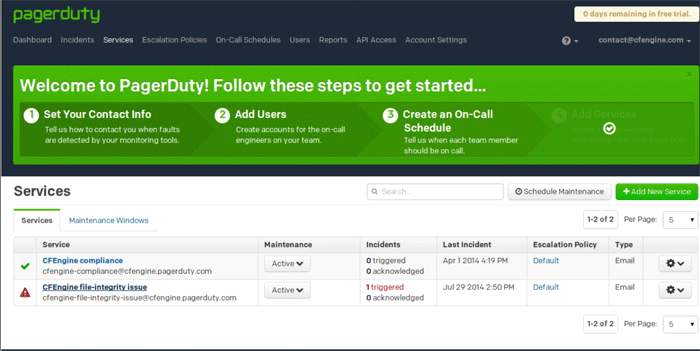 pagerduty
0 days remaining in free trial.
Dashboard Incidents Services Escalation Policies On-Call Schedules Users Reports API Access Account Settings
? contact@cfengine.com
Welcome to PagerDuty! Follow these steps to get started...
1 Set Your Contact Info
Tell us how to contact you when faults
are detected by your monitoring tools.
2 Add Users
Create accounts for the on-call
engineers on your team.
3 Create an On-Call
Schedule
Tell us when each team member
should be on call.
4 Add Services
Services
Search...
Schedule Maintenance
+ Add New Service
Services Maintenance Windows
1-2 of 2 Per Page: 5
Service Maintenance Incidents Last Incident Escalation Policy Type
CFEngine compliance Active 0 triggered Apr 1 2014 4:19 PM Default Email
cfengine-compliance@cfengine.pagerduty.com 0 acknowledged
CFEngine file-integrity issue Active 1 triggered Jul 29 2014 2:50 PM Default Email
cfengine-file-integrity-issue@cfengine.pagerduty.com 0 acknowledged
1-2 of 2 Per Page: 5